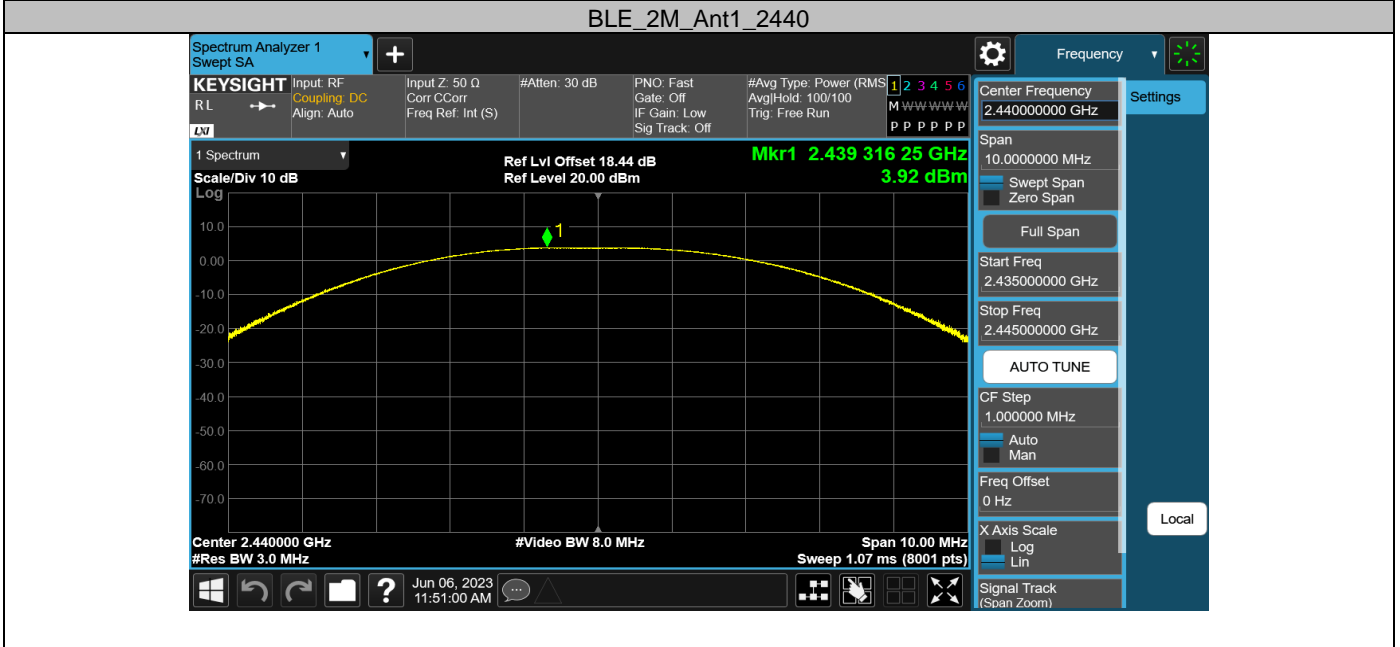 BLE_2M_Ant1_2440
Spectrum Analyzer 1
Swept SA
Frequency
KEYSIGHT
RL
LXI
Input: RF
Coupling: DC
Align: Auto
Input Z: 50 Ω
Corr CCorr
Freq Ref: Int (S)
#Atten: 30 dB
PNO: Fast
Gate: Off
IF Gain: Low
Sig Track: Off
#Avg Type: Power (RMS
Avg|Hold: 100/100
Trig: Free Run
1 2 3 4 5 6
M W W W W W
P P P P P P
1 Spectrum
Scale/Div 10 dB
Log
Ref Lvl Offset 18.44 dB
Ref Level 20.00 dBm
Mkr1 2.439 316 25 GHz
3.92 dBm
1
10.0
0.00
-10.0
-20.0
-30.0
-40.0
-50.0
-60.0
-70.0
Center 2.440000 GHz
#Res BW 3.0 MHz
#Video BW 8.0 MHz
Span 10.00 MHz
Sweep 1.07 ms (8001 pts)
?
Jun 06, 2023
11:51:00 AM
Center Frequency
2.440000000 GHz
Span
10.0000000 MHz
Swept Span
Zero Span
Full Span
Start Freq
2.435000000 GHz
Stop Freq
2.445000000 GHz
AUTO TUNE
CF Step
1.000000 MHz
Auto
Man
Freq Offset
0 Hz
X Axis Scale
Log
Lin
Signal Track
(Span Zoom)
Settings
Local